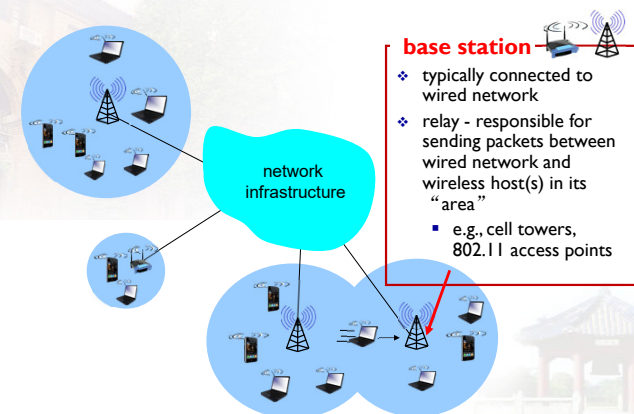 base station
typically connected to
wired network
relay - responsible for
sending packets between
wired network and
wireless host(s) in its
“area”
e.g., cell towers,
802.11 access points
network
infrastructure